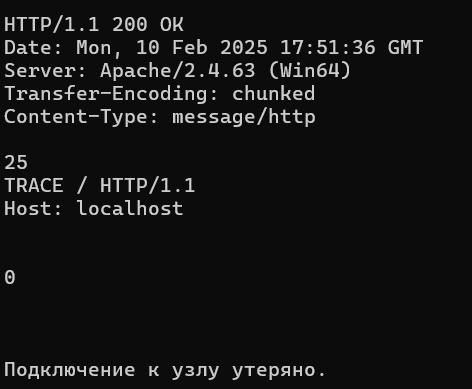 HTTP/1.1 200 OK
Date: Mon, 10 Feb 2025 17:51:36 GMT
Server: Apache/2.4.63 (Win64)
Transfer-Encoding: chunked
Content-Type: message/http
25
TRACE / HTTP/1.1
Host: localhost
0
Подключение к узлу утеряно.